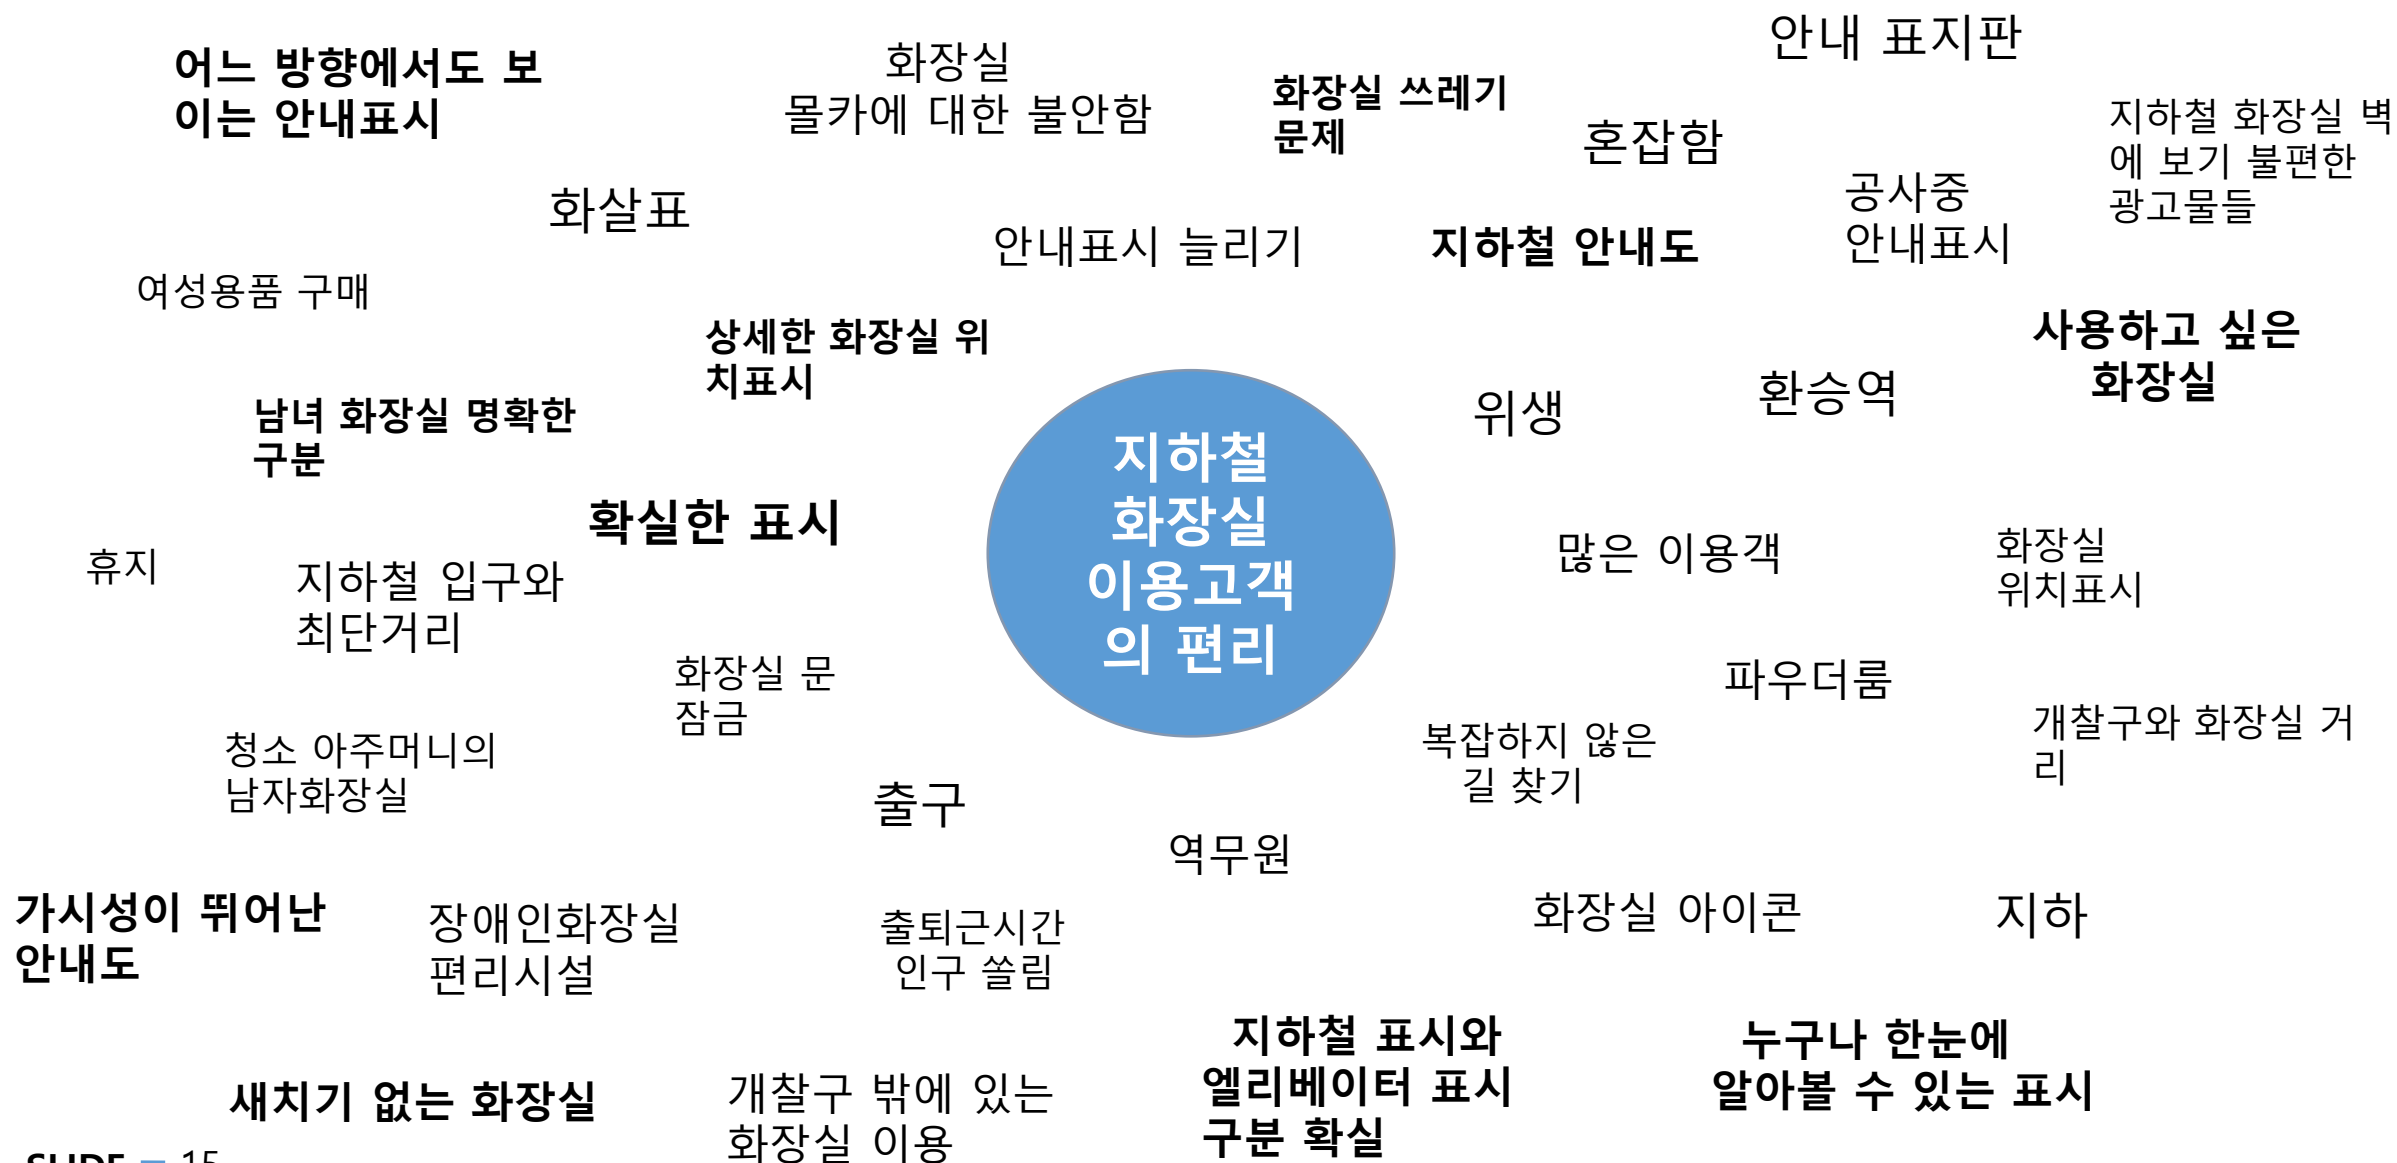 안내 표지판
어느 방향에서도 보
이는 안내표시
화장실
몰카에 대한 불안함
화장실 쓰레기
문제
혼잡함
지하철 화장실 벽
에 보기 불편한
광고물들
화살표
공사중
안내표시
안내표시 늘리기
지하철 안내도
여성용품 구매
상세한 화장실 위
치표시
사용하고 싶은
화장실
남녀 화장실 명확한
구분
위생
환승역
지하철
화장실
이용고객
의 편리
확실한 표시
휴지
지하철 입구와
최단거리
많은 이용객
화장실
위치표시
화장실 문
잠금
파우더룸
청소 아주머니의
남자화장실
복잡하지 않은
길 찾기
개찰구와 화장실 거
리
출구
역무원
가시성이 뛰어난
안내도
장애인화장실
편리시설
출퇴근시간
인구 쏠림
화장실 아이콘
지하
새치기 없는 화장실
개찰구 밖에 있는
화장실 이용
지하철 표시와
엘리베이터 표시
구분 확실
누구나 한눈에
알아볼 수 있는 표시
SLIDE 15